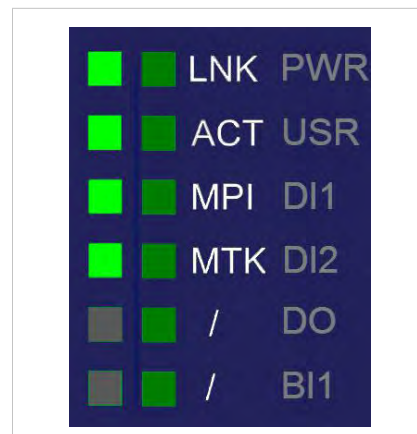 LNK PWR
ACT USR
MPI DI1
MTK DI2
/ DO
/ BI1